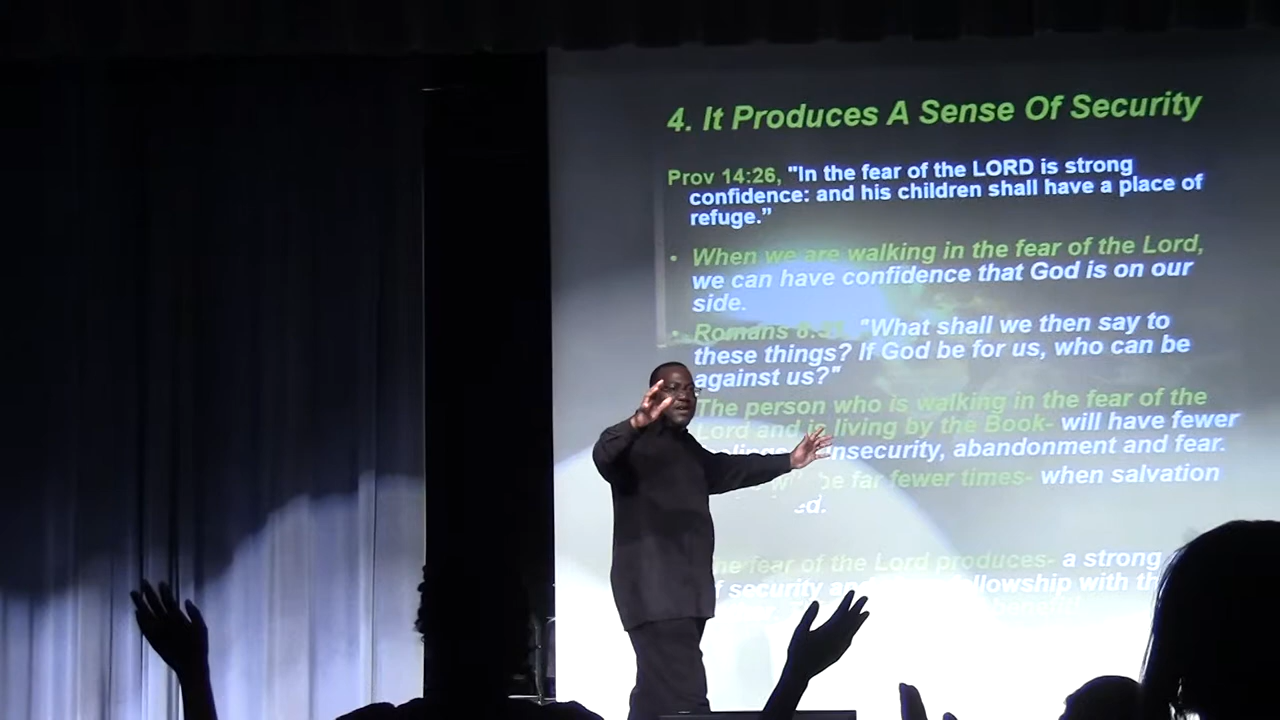 4. It Produces A Sense Of Security
Prov 14:26, "In the fear of the LORD is strong
confidence: and his children shall have a place of
refuge.”
• When we are walking in the fear of the Lord,
we can have confidence that God is on our
side.
• Romans 8:31, "What shall we then say to
these things? If God be for us, who can be
against us?"
The person who is walking in the fear of the
Lord and is living by the Book- will have fewer
insecurity, abandonment and fear.
be far fewer times- when salvation
fear of the Lord produces- a strong
security fellowship with